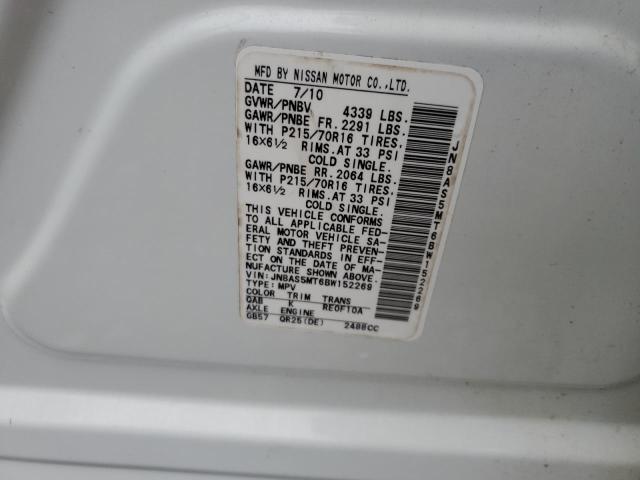 MFD BY NISSAN MOTOR CO.,LTD.
DATE 7/10
GVWR/PNBV 4339 LBS.
GAWR/PNBE FR. 2291 LBS.
WITH P215/70R16 TIRES,
16X6½ RIMS.AT 33 PSI
COLD SINGLE.
GAWR/PNBE RR. 2064 LBS.
WITH P215/70R16 TIRES,
16X6½ RIMS.AT 33 PSI
COLD SINGLE.
THIS VEHICLE CONFORMS
TO ALL APPLICABLE FED-
ERAL MOTOR VEHICLE SA-
FETY AND THEFT PREVEN-
TION STANDARDS IN EFF-
ECT ON THE DATE OF MA-
NUFACTURE SHOWN ABOVE.
VIN: JN8AS5MT6BW152269
TYPE: MPV
COLOR TRIM TRANS
QAB K RE0F10A
AXLE ENGINE
GB57 QR25(DE) 2488CC
JN8AS5MT6BW152269